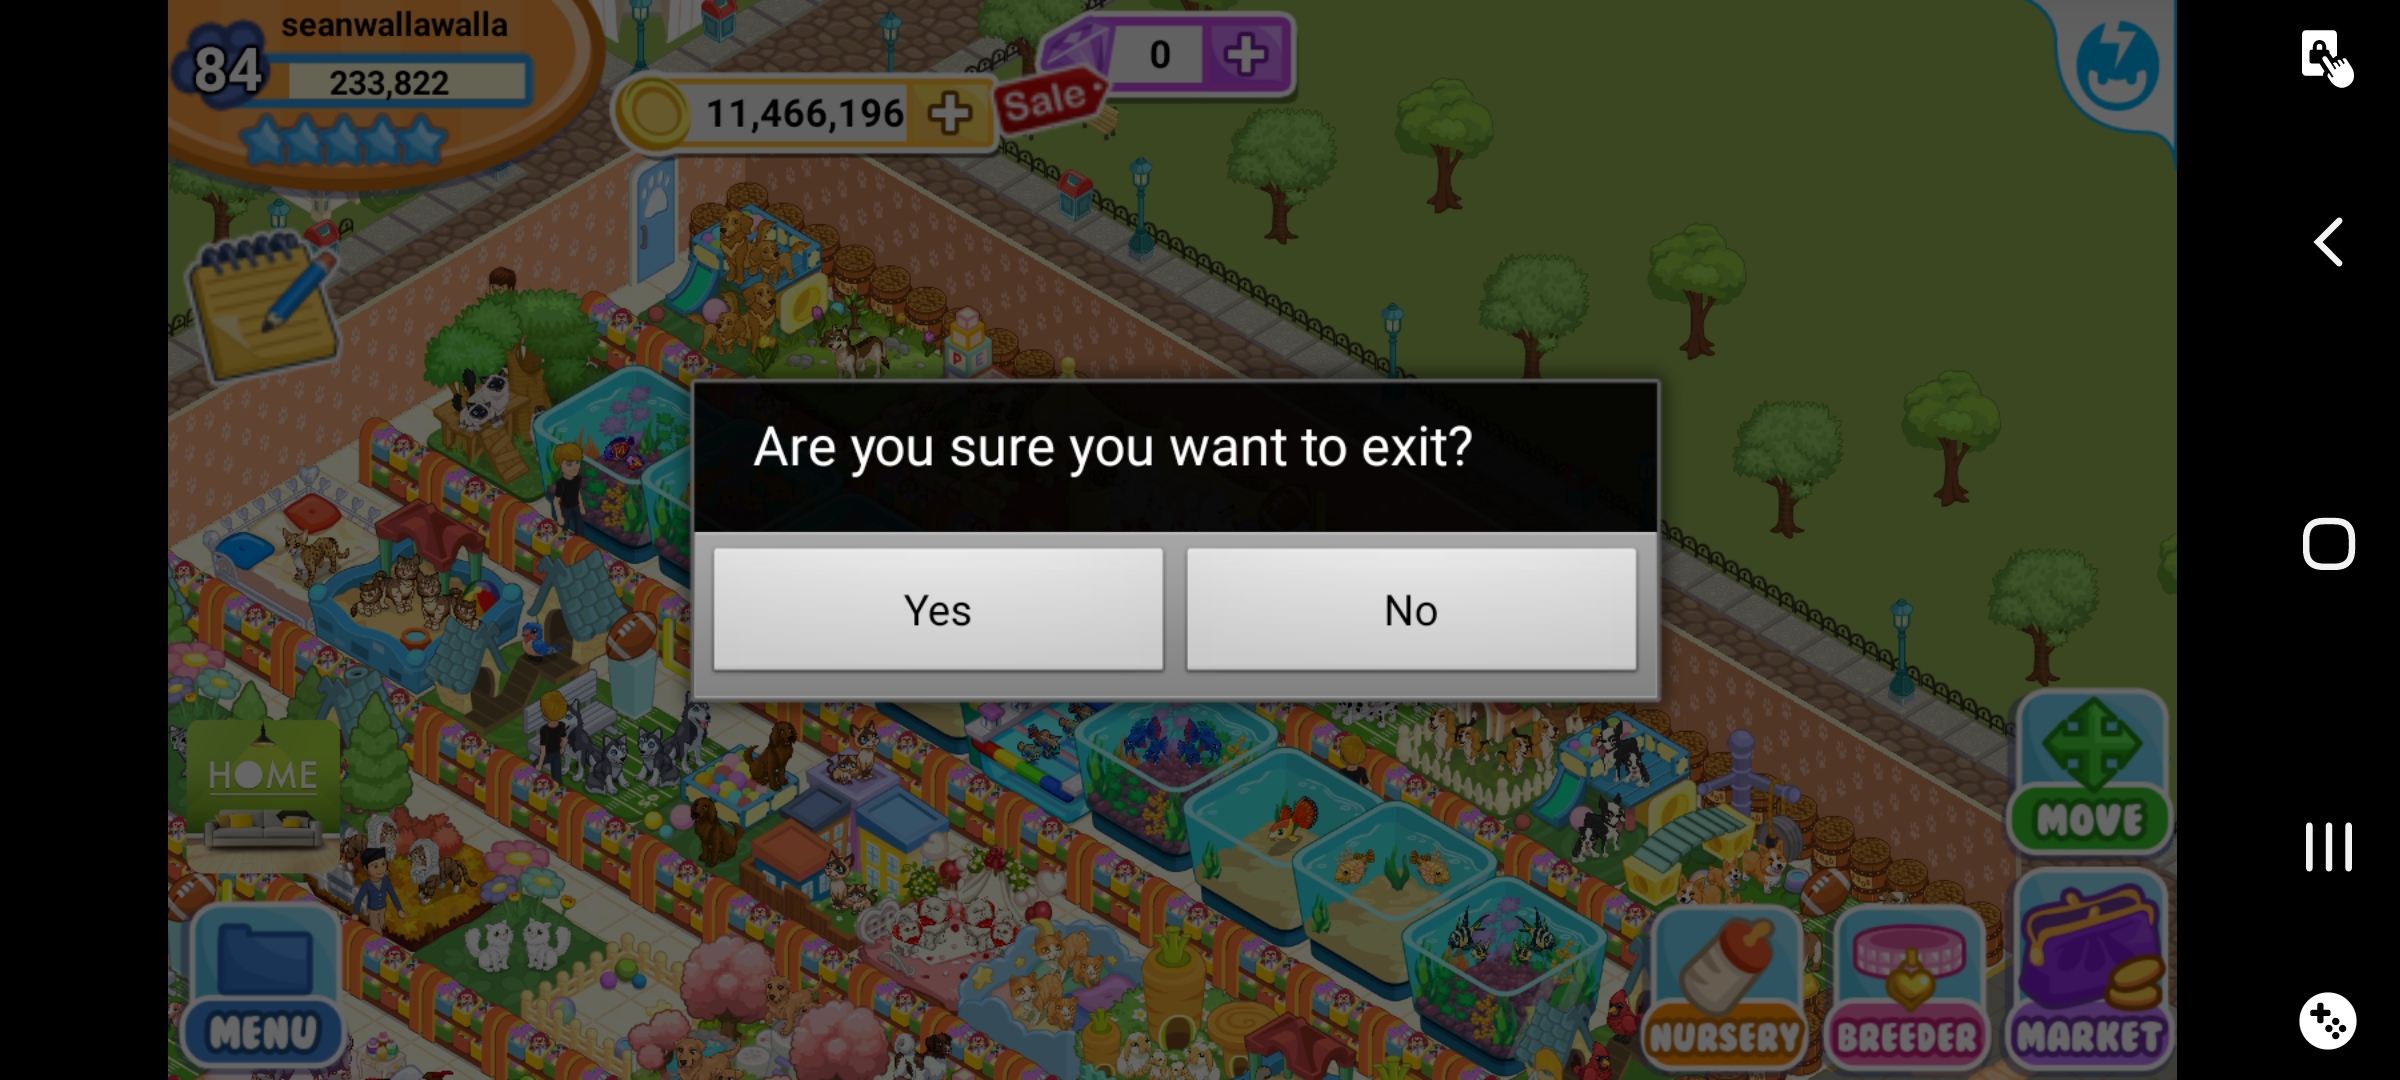 seanwallawalla
84
233,822
0
11,466,196
Sale
PE
Are you sure you want to exit?
Yes
No
HOME
MOVE
MENU
NURSERY
BREEDER
MARKET